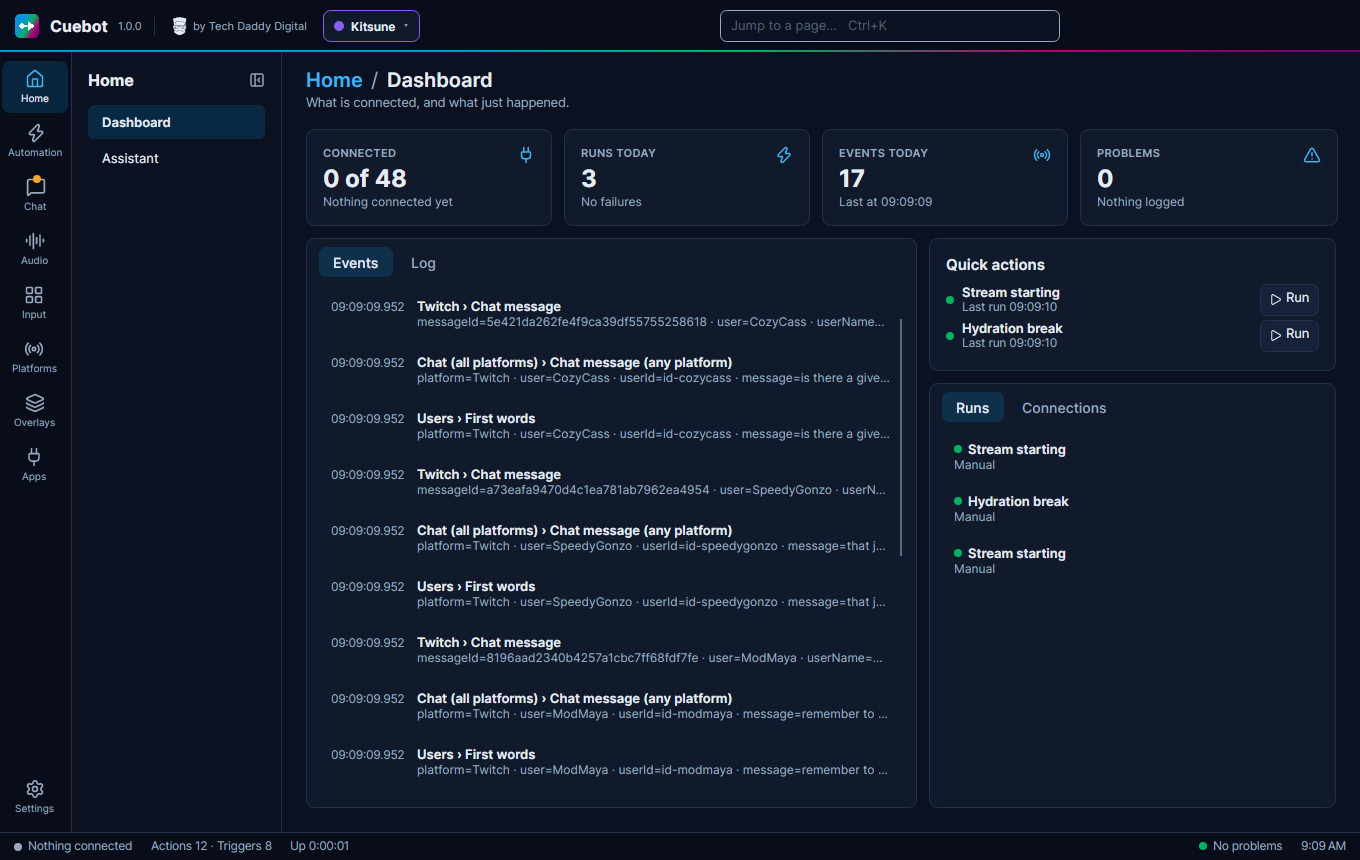 Cuebot 1.0.0 by Tech Daddy Digital Kitsune
Jump to a page... Ctrl+K
Home
Automation
Chat
Audio
Input
Platforms
Overlays
Apps
Settings
Home
Dashboard
Assistant
Home / Dashboard
What is connected, and what just happened.
CONNECTED
0 of 48
Nothing connected yet
RUNS TODAY
3
No failures
EVENTS TODAY
17
Last at 09:09:09
PROBLEMS
0
Nothing logged
Events Log
09:09:09.952 Twitch › Chat message
messageId=5e421da262fe4f9ca39df55755258618 · user=CozyCass · userName...
09:09:09.952 Chat (all platforms) › Chat message (any platform)
platform=Twitch · user=CozyCass · userId=id-cozycass · message=is there a give...
09:09:09.952 Users › First words
platform=Twitch · user=CozyCass · userId=id-cozycass · message=is there a give...
09:09:09.952 Twitch › Chat message
messageId=a73eafa9470d4c1ea781ab7962ea4954 · user=SpeedyGonzo · userN...
09:09:09.952 Chat (all platforms) › Chat message (any platform)
platform=Twitch · user=SpeedyGonzo · userId=id-speedygonzo · message=that j...
09:09:09.952 Users › First words
platform=Twitch · user=SpeedyGonzo · userId=id-speedygonzo · message=that j...
09:09:09.952 Twitch › Chat message
messageId=8196aad2340b4257a1cbc7ff68fdf7fe · user=ModMaya · userName=...
09:09:09.952 Chat (all platforms) › Chat message (any platform)
platform=Twitch · user=ModMaya · userId=id-modmaya · message=remember to ...
09:09:09.952 Users › First words
platform=Twitch · user=ModMaya · userId=id-modmaya · message=remember to ...
Quick actions
Stream starting
Last run 09:09:10
Run
Hydration break
Last run 09:09:10
Run
Runs Connections
Stream starting
Manual
Hydration break
Manual
Stream starting
Manual
Nothing connected Actions 12 · Triggers 8 Up 0:00:01
No problems 9:09 AM